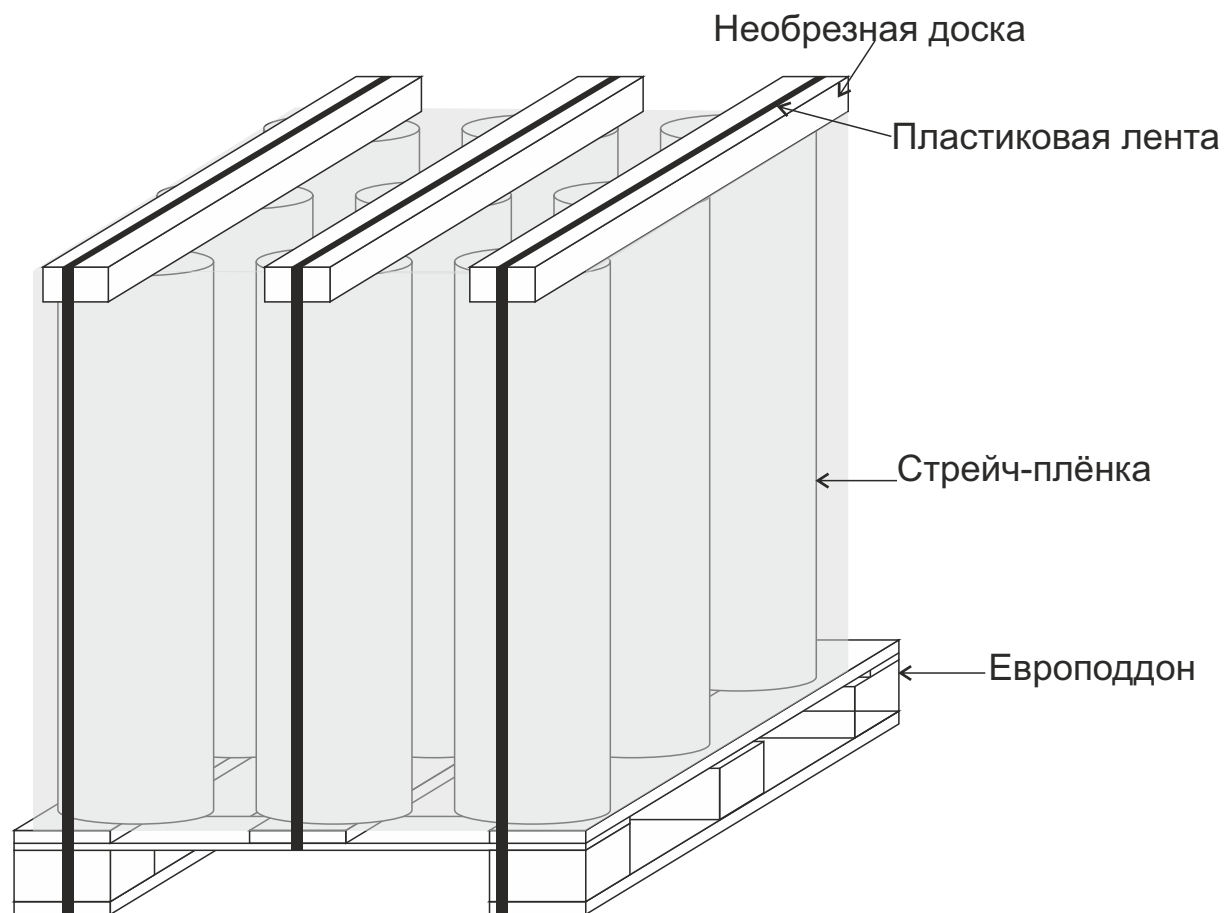 Необрезная доска
Пластиковая лента
Стрейч-плёнка
Европоддон